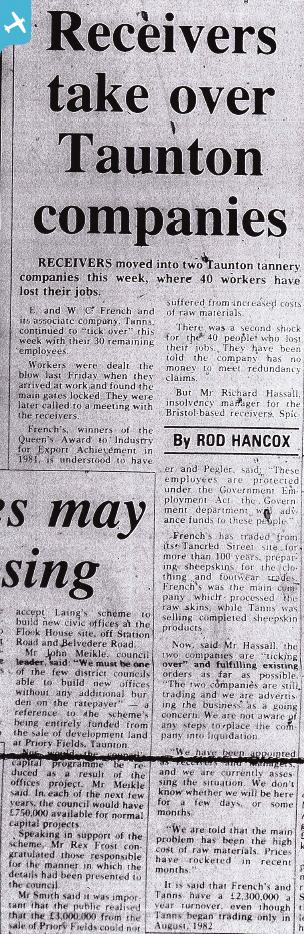 Receivers
take over
Taunton
companies
RECEIVERS moved into two Taunton tannery
companies this week, where 40 workers have
lost their jobs.
E. and W. C. French and
its associate company, Tanns,
continued to "tick over" this
week with their 30 remaining
employees.
Workers were dealt the
blow last Friday when they
arrived at work and found the
main gates locked. They were
later called to a meeting with
the receivers.
French's, winners of the
Queen's Award to Industry
for Export Achievement in
1981, is understood to have
suffered from increased costs
of raw materials.
There was a second shock
for the 40 people who lost
their jobs. They have been
told the company has no
money to meet redundancy
claims.
But Mr Richard Hassall,
insolvency manager for the
Bristol-based receivers, Spic
By ROD HANCOX
er and Pegler, said: "These
employees are protected
under the Government Em-
ployment Act the Govern-
ment department will adv-
ance funds to these people."
French's has traded from
its Tancred Street site for
more than 100 years, prepar-
ing sheepskins for the clo-
thing and footwear trade.
French's was the main com-
pany which processed the
raw skins, while Tanns was
selling completed sheepskin
products.
Now, said Mr Hassall, the
two companies are "ticking
over" and fulfilling existing
orders as far as possible.
"The two companies are still
trading and we are advertis-
ing the business as a going
concern. We are not aware of
any steps to place the com-
pany into liquidation.
"We have been appointed
as receivers and managers,
and we are currently asses-
sing the situation. We don't
know whether we will be here
for a few days, or some
months.
"We are told that the main
problem has been the high
cost of raw materials. Prices
have rocketed in recent
months."
It is said that French's and
Tanns have a £2,300,000 a
year turnover, even though
Tanns began trading only in
August, 1982
s may
sing
accept Laing's scheme to
build new civic offices at the
Flook House site, off Station
Road and Belvedere Road.
Mr John Meikle, council
leader, said: "We must be one
of the few district councils
able to build new offices
without any additional bur
den on the ratepayer" — a
reference to the scheme's
being entirely funded from
the sale of development land
at Priory Fields, Taunton.
Nor would the
capital programme be re-
duced as a result of the
offices project. Mr Meikle
said. In each of the next few
years, the council would have
£750,000 available for normal
capital projects.
Speaking in support of the
scheme, Mr Rex Frost con-
gratulated those responsible
for the manner in which the
details had been presented to
the council.
Mr Smith said it was impor-
tant that the public realised
that the £3,000,000 from the
sale of Priory Fields could not